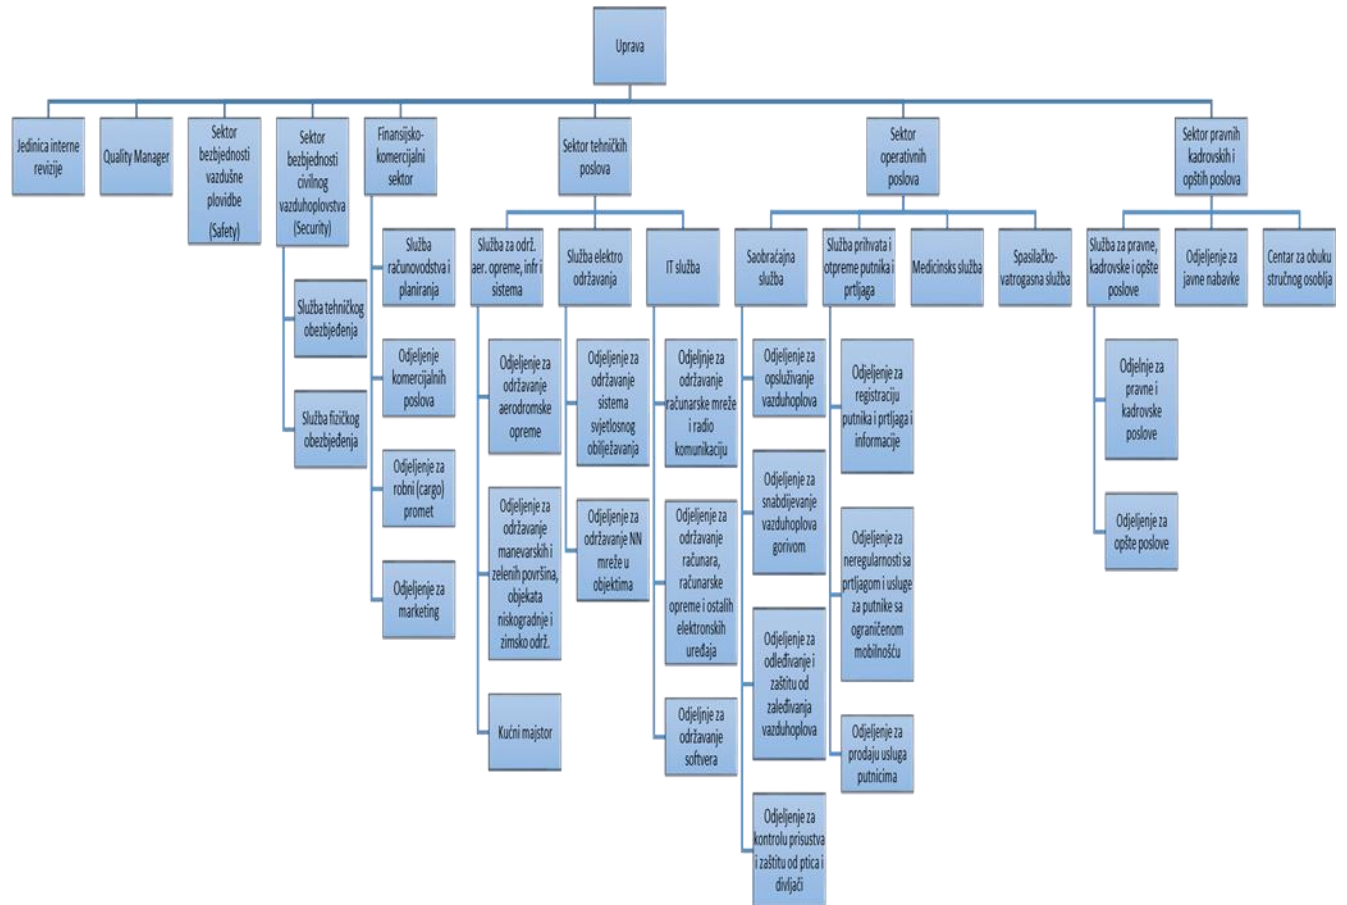 Uprava
Jedinica interne
revizije
Quality Manager
Sektor
bezbjednosti
vazdušne
plovidbe
(Safety)
Sektor
bezbjednosti
civilnog
vazduhoplovstva
(Security)
Finansijsko-
komercijalni
sektor
Sektor tehničkih
poslova
Sektor
operativnih
poslova
Sektor pravnih
kadrovskih i
opštih poslova
Služba tehničkog
obezbjeđenja
Služba fizičkog
obezbjeđenja
Služba
računovodstva i
planiranja
Odjeljenje
komercijalnih
poslova
Odjeljenje za
robni (cargo)
promet
Odjeljenje za
marketing
Služba za održ.
aer. opreme, infr i
sistema
Odjeljenje za
održavanje
aerodromske
opreme
Odjeljenje za
održavanje
manevarskih i
zelenih površina,
objekata
niskogradnje i
zimsko održ.
Kućni majstor
Služba elektro
održavanja
Odjeljenje za
održavanje
sistema
svjetlosnog
obilježavanja
Odjeljenje za
održavanje NN
mreže u
objektima
IT služba
Odjeljnje za
održavanje
računarske mreže
i radio
komunikaciju
Odjeljenje za
održavanje
računara,
računarske
opreme i ostalih
elektronskih
uređaja
Odjeljnje za
održavanje
softvera
Saobraćajna
služba
Odjeljenje za
opsluživanje
vazduhoplova
Odjeljenje za
snabdijevanje
vazduhoplova
gorivom
Odjeljenje za
odleđivanje i
zaštitu od
zaleđivanja
vazduhoplova
Odjeljenje za
kontrolu prisustva
i zaštitu od ptica i
divljači
Služba prihvata i
otpreme putnika i
prtljaga
Odjeljenje za
registraciju
putnika i prtljaga i
informacije
Odjeljenje za
neregularnosti sa
prtljagom i usluge
za putnike sa
ograničenom
mobilnošću
Odjeljenje za
prodaju usluga
putnicima
Medicinsks služba
Spasilačko-
vatrogasna služba
Služba za pravne,
kadrovske i opšte
poslove
Odjelnje za
pravne i
kadrovske
poslove
Odjeljenje za
opšte poslove
Odjeljenje za
javne nabavke
Centar za obuku
stručnog osoblja